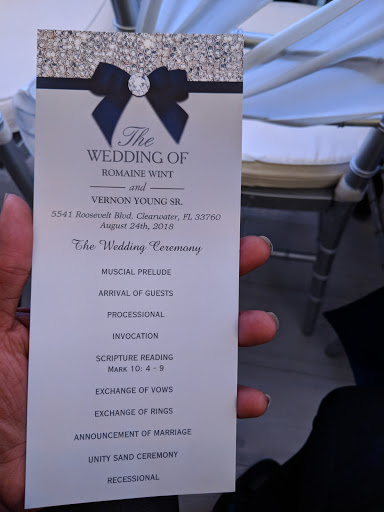 The
WEDDING OF
ROMAINE WINT
and
VERNON YOUNG SR.
5541 Roosevelt Blvd. Clearwater, FL 33760
August 24th, 2018
The Wedding Ceremony
MUSCIAL PRELUDE
ARRIVAL OF GUESTS
PROCESSIONAL
INVOCATION
SCRIPTURE READING
MARK 10: 4 - 9
EXCHANGE OF VOWS
EXCHANGE OF RINGS
ANNOUNCEMENT OF MARRIAGE
UNITY SAND CEREMONY
RECESSIONAL